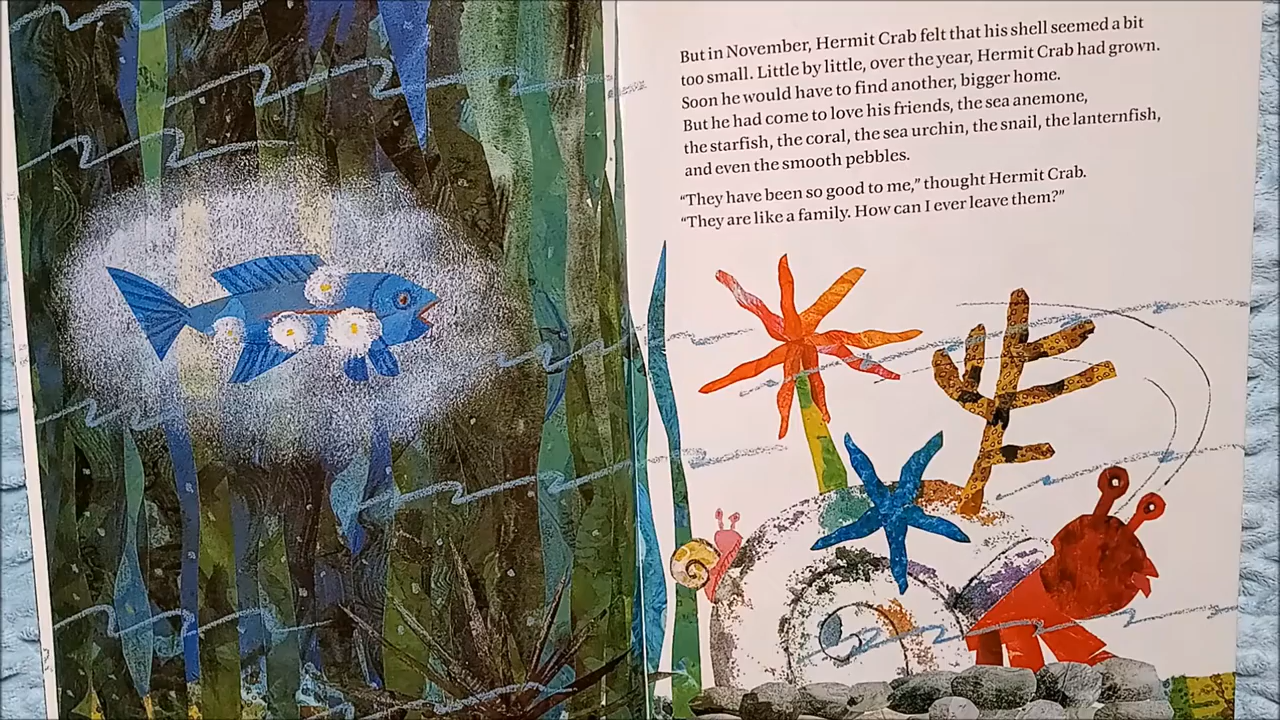 But in November, Hermit Crab felt that his shell seemed a bit
too small. Little by little, over the year, Hermit Crab had grown.
Soon he would have to find another, bigger home.
But he had come to love his friends, the sea anemone,
the starfish, the coral, the sea urchin, the snail, the lanternfish,
and even the smooth pebbles.
“They have been so good to me,” thought Hermit Crab.
“They are like a family. How can I ever leave them?”